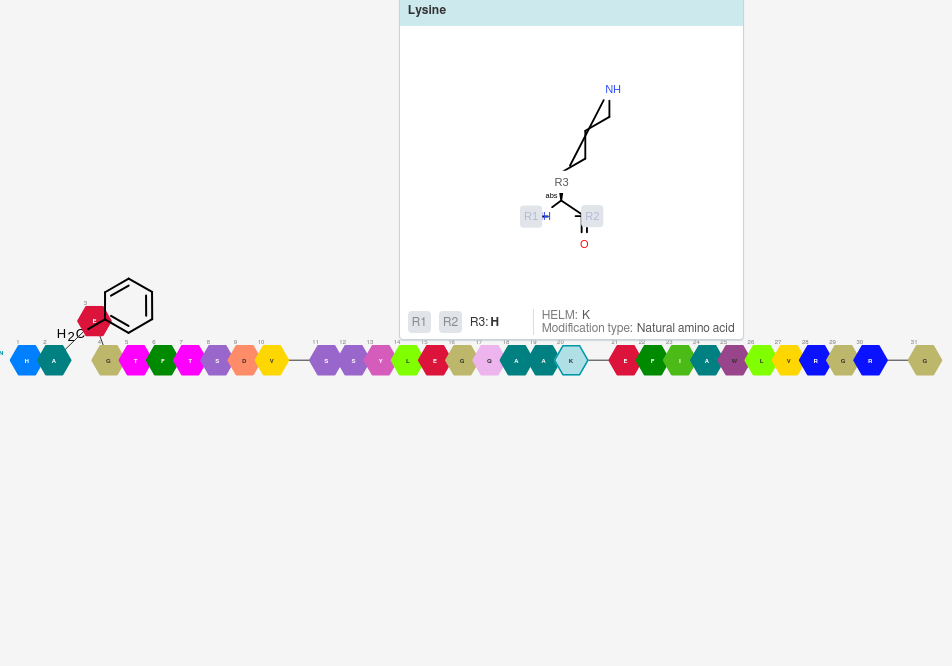 Lysine
NH
R3
abs
R1 H R2
O
R1 R2 R3: H
HELM: K
Modification type: Natural amino acid
3
E
H2C
1 2 4 5 6 7 8 9 10 11 12 13 14 15 16 17 18 19 20 21 22 23 24 25 26 27 28 29 30 31
H A G T F T S D V S S Y L E G Q A A K E F I A W L V R G R G